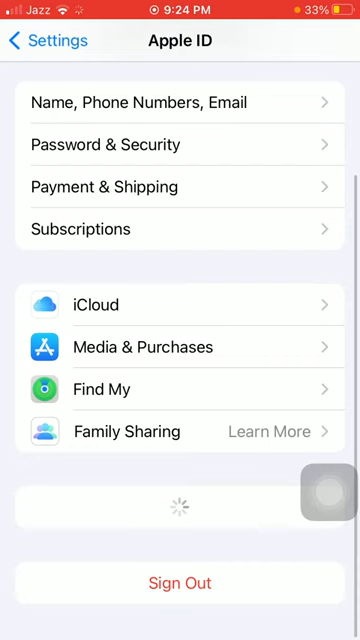 Jazz 9:24 PM 33%
Settings Apple ID
Name, Phone Numbers, Email
Password & Security
Payment & Shipping
Subscriptions
iCloud
Media & Purchases
Find My
Family Sharing Learn More
Sign Out